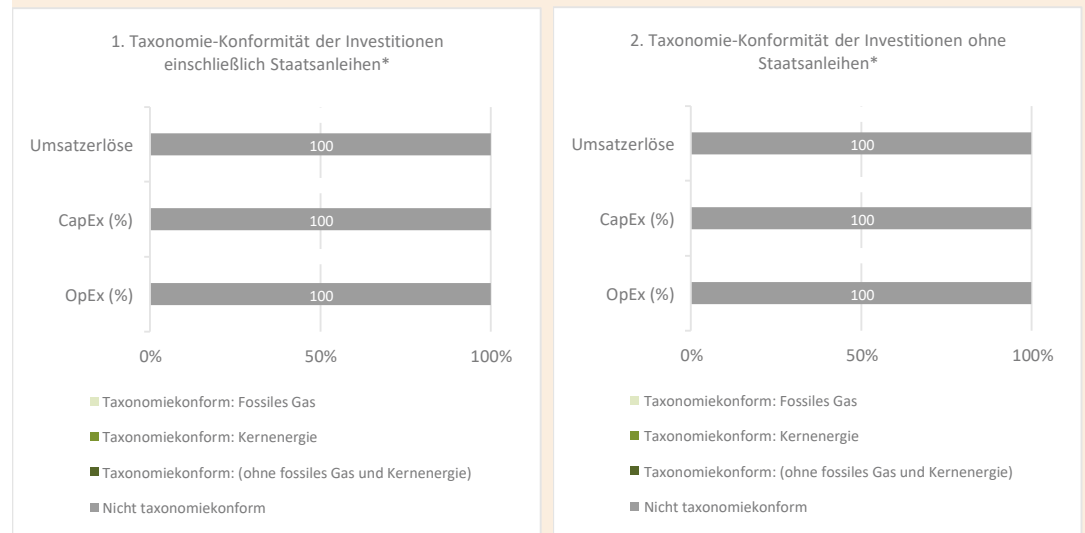 1. Taxonomie-Konformität der Investitionen
einschließlich Staatsanleihen*
Umsatzerlöse
100
CapEx (%)
100
OpEx (%)
100
0%
50%
100%
Taxonomiekonform: Fossiles Gas
Taxonomiekonform: Kernenergie
Taxonomiekonform: (ohne fossiles Gas und Kernenergie)
Nicht taxonomiekonform
2. Taxonomie-Konformität der Investitionen ohne
Staatsanleihen*
Umsatzerlöse
100
CapEx (%)
100
OpEx (%)
100
0%
50%
100%
Taxonomiekonform: Fossiles Gas
Taxonomiekonform: Kernenergie
Taxonomiekonform: (ohne fossiles Gas und Kernenergie)
Nicht taxonomiekonform